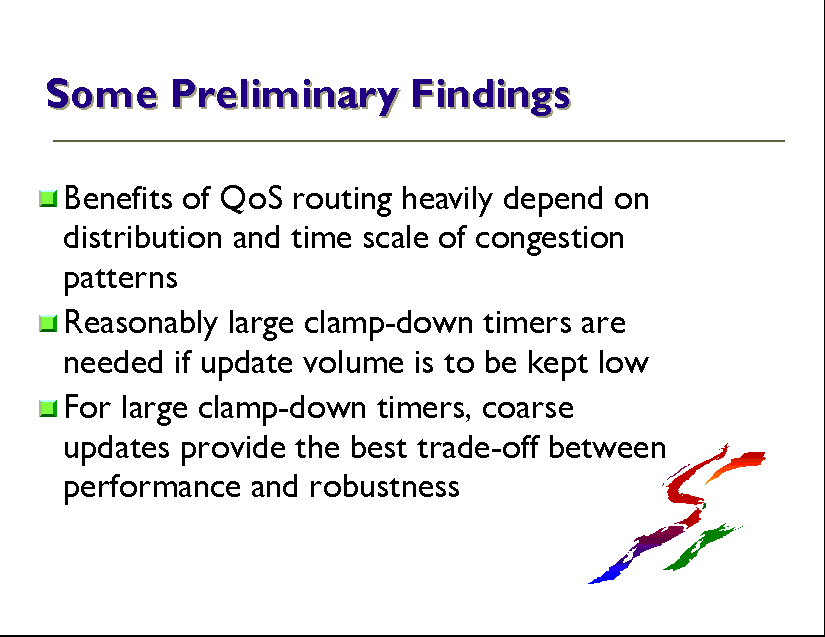 Some Preliminary Findings
Benefits of QoS routing heavily depend on
distribution and time scale of congestion
patterns
Reasonably large clamp-down timers are
needed if update volume is to be kept low
For large clamp-down timers, coarse
updates provide the best trade-off between
performance and robustness